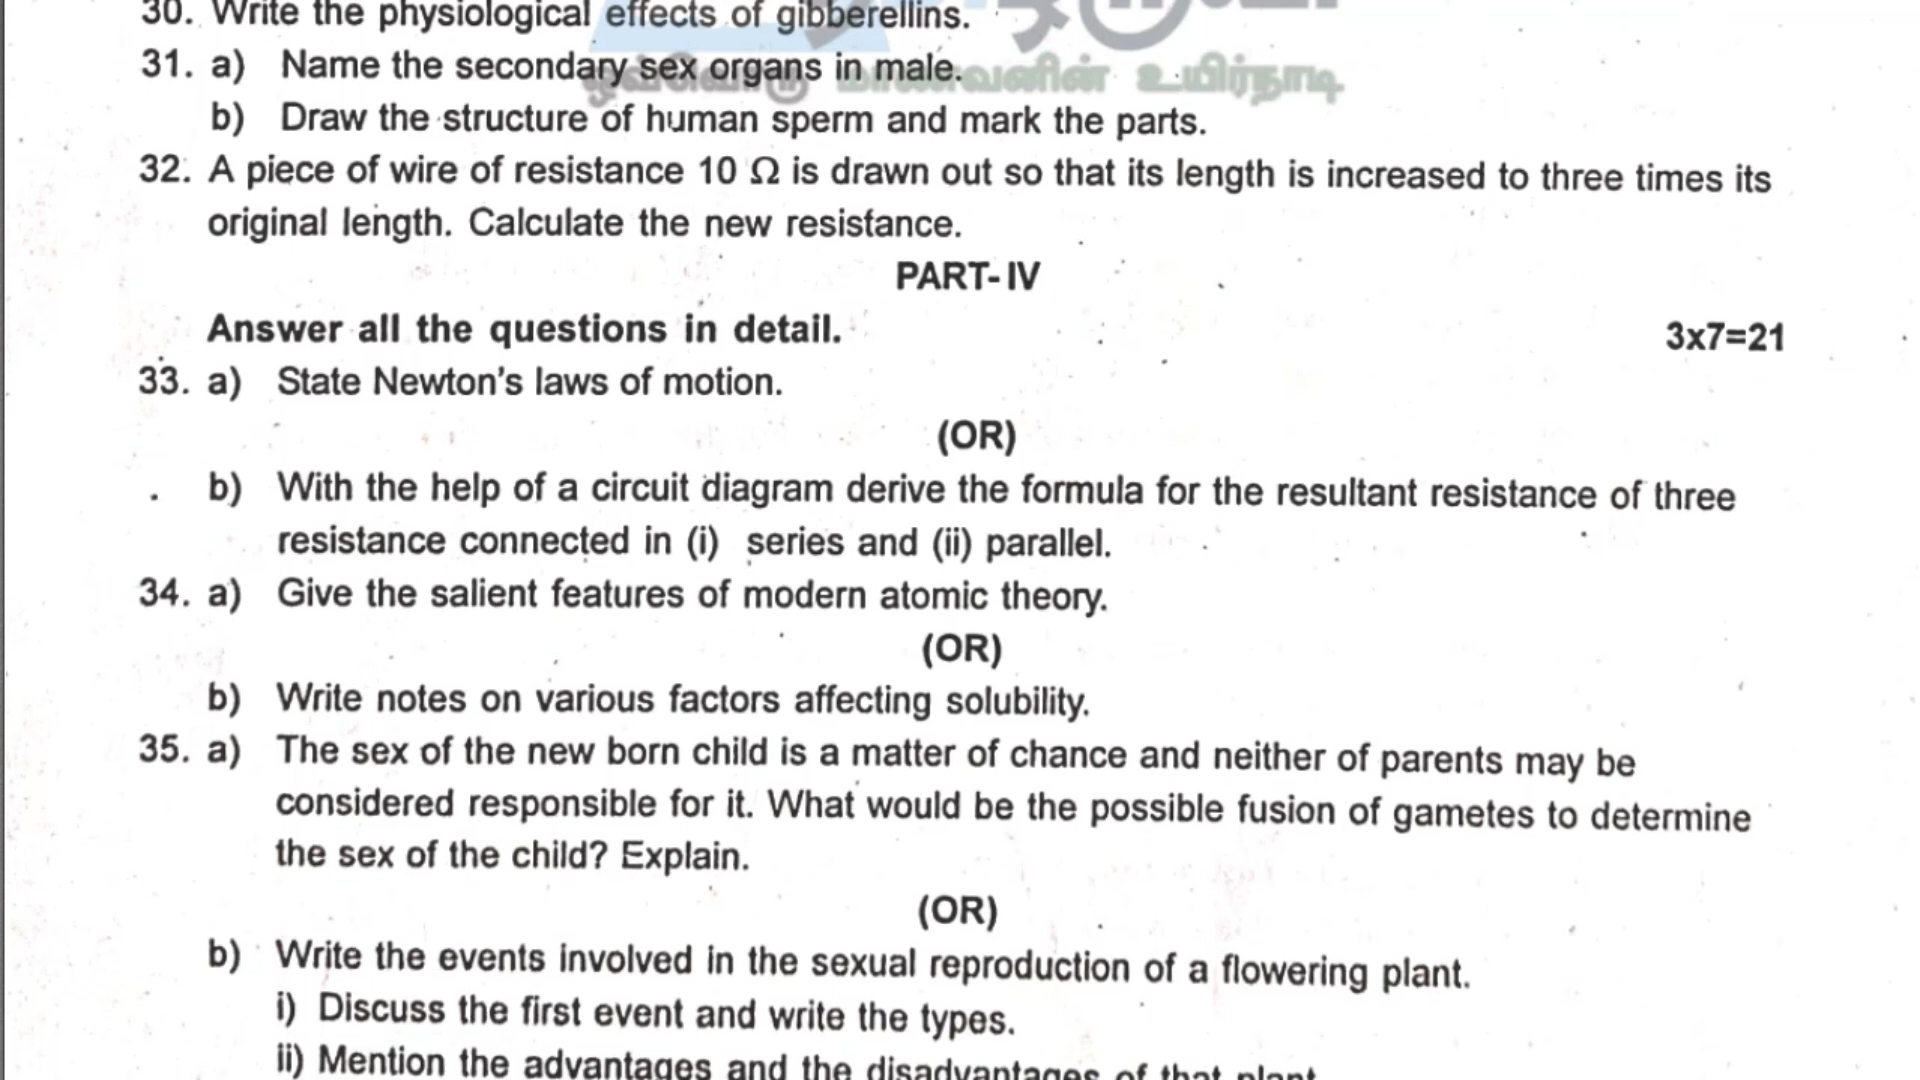 30. Write the physiological effects of gibberellins.
31. a) Name the secondary sex organs in male.
மாணவனின் உயிர்நாடி
b) Draw the structure of human sperm and mark the parts.
32. A piece of wire of resistance 10 Ω is drawn out so that its length is increased to three times its
original length. Calculate the new resistance.
PART-IV
Answer all the questions in detail. 3x7=21
33. a) State Newton's laws of motion.
(OR)
b) With the help of a circuit diagram derive the formula for the resultant resistance of three
resistance connected in (i) series and (ii) parallel.
34. a) Give the salient features of modern atomic theory.
(OR)
b) Write notes on various factors affecting solubility.
35. a) The sex of the new born child is a matter of chance and neither of parents may be
considered responsible for it. What would be the possible fusion of gametes to determine
the sex of the child? Explain.
(OR)
b) Write the events involved in the sexual reproduction of a flowering plant.
i) Discuss the first event and write the types.
ii) Mention the advantages and the disadvantages of that plant